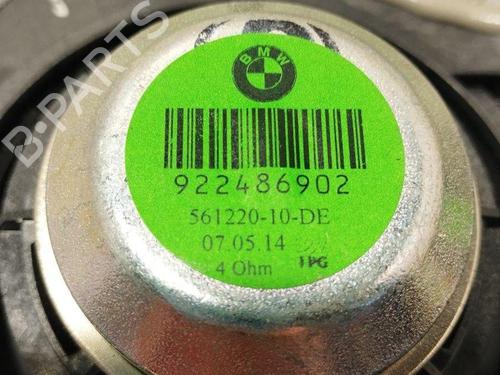 B-PARTS
BMW
922486902
561220-10-DE
07.05.14
4 Ohm
IPG